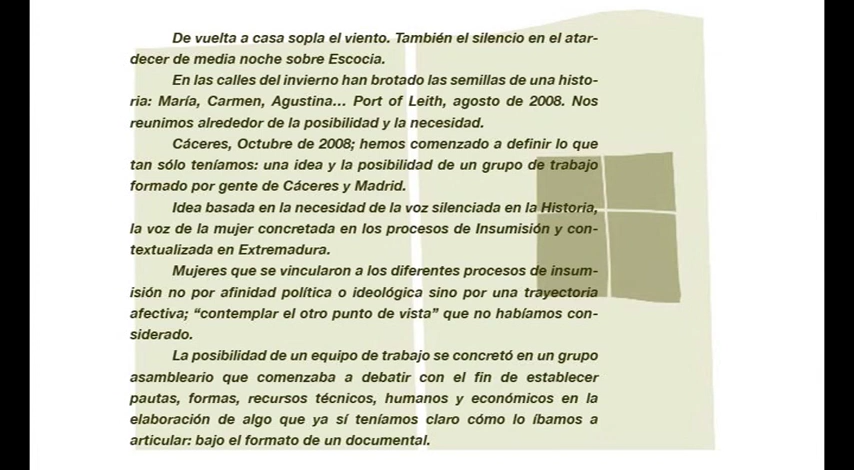 De vuelta a casa sopla el viento. También el silencio en el atar-
decer de media noche sobre Escocia.
En las calles del invierno han brotado las semillas de una histo-
ria: María, Carmen, Agustina... Port of Leith, agosto de 2008. Nos
reunimos alrededor de la posibilidad y la necesidad.
Cáceres, Octubre de 2008; hemos comenzado a definir lo que
tan sólo teníamos: una idea y la posibilidad de un grupo de trabajo
formado por gente de Cáceres y Madrid.
Idea basada en la necesidad de la voz silenciada en la Historia,
la voz de la mujer concretada en los procesos de Insumisión y con-
textualizada en Extremadura.
Mujeres que se vincularon a los diferentes procesos de insum-
isión no por afinidad política o ideológica sino por una trayectoria
afectiva; “contemplar el otro punto de vista” que no habíamos con-
siderado.
La posibilidad de un equipo de trabajo se concretó en un grupo
asambleario que comenzaba a debatir con el fin de establecer
pautas, formas, recursos técnicos, humanos y económicos en la
elaboración de algo que ya sí teníamos claro cómo lo íbamos a
articular: bajo el formato de un documental.